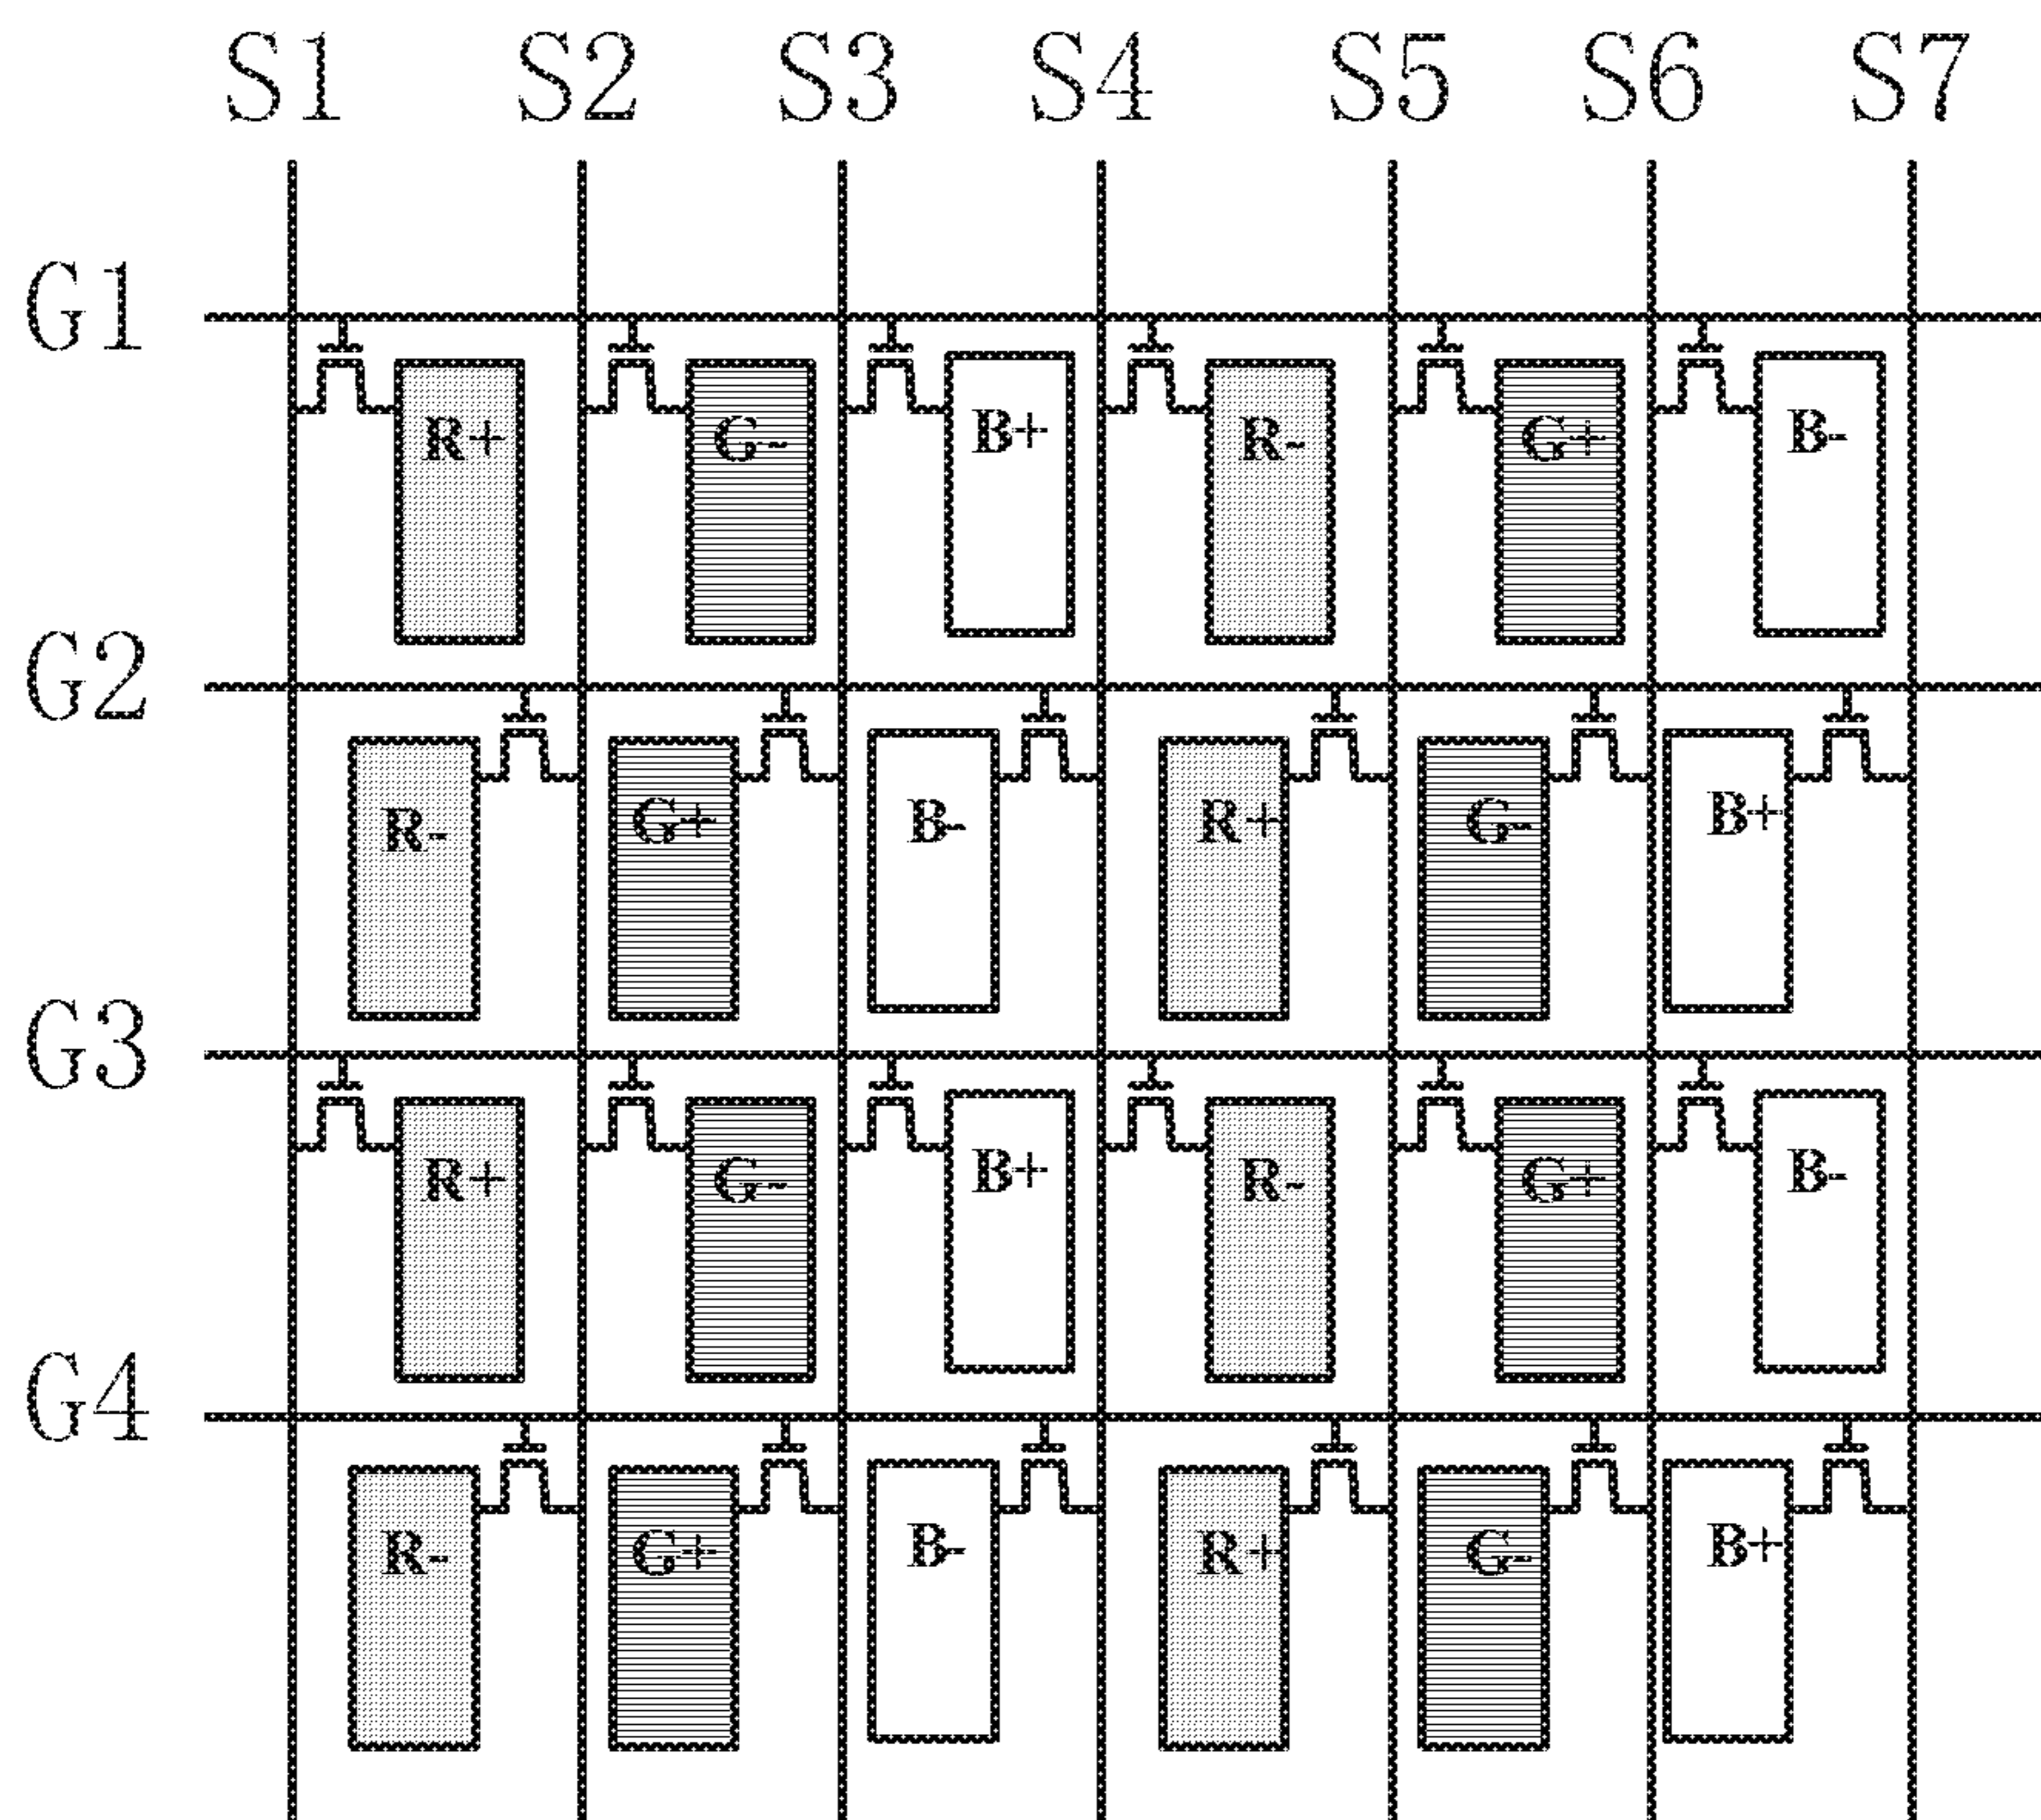 S1 S2 S3 S4 S5 S6 S7
G1
R+ G- B+ R- G+ B-
G2
R- G+ B- R+ G- B+
G3
R+ G- B+ R- G+ B-
G4
R- G+ B- R+ G- B+